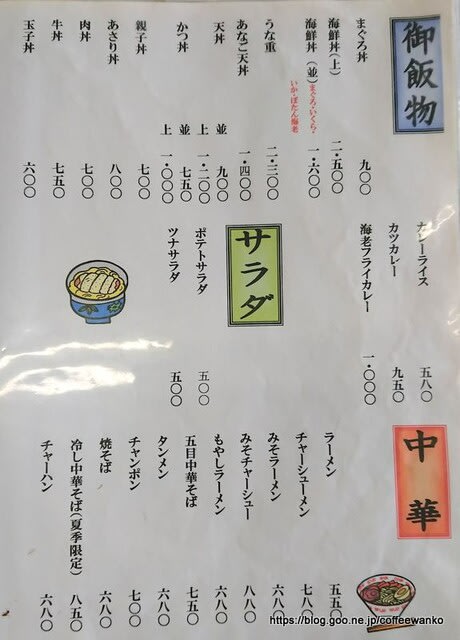 御飯物
まぐろ丼 九〇〇
海鮮丼（上） 二・五〇〇
海鮮丼（並） 一・六〇〇
まぐろ・いくら・
いか・ぼたん海老
うな重 二・三〇〇
あなご天丼 一・四〇〇
天丼 並 九〇〇
上 一・二〇〇
かつ丼 並 七五〇
上 一・〇〇〇
親子丼 七〇〇
あさり丼 八〇〇
肉丼 七〇〇
牛丼 七五〇
玉子丼 六〇〇
カレーライス 五八〇
カツカレー 九五〇
海老フライカレー 一・〇〇〇
サラダ
ポテトサラダ 五〇〇
ツナサラダ 五〇〇
中華
ラーメン 五五〇
チャーシューメン 七八〇
みそラーメン 六八〇
みそチャーシュー 八八〇
もやしラーメン 六八〇
五目中華そば 七八〇
タンメン 六八〇
チャンポン 七〇〇
焼そば 六八〇
冷し中華そば（夏季限定） 八五〇
チャーハン 六八〇
https://blog.goo.ne.jp/coffeewanko